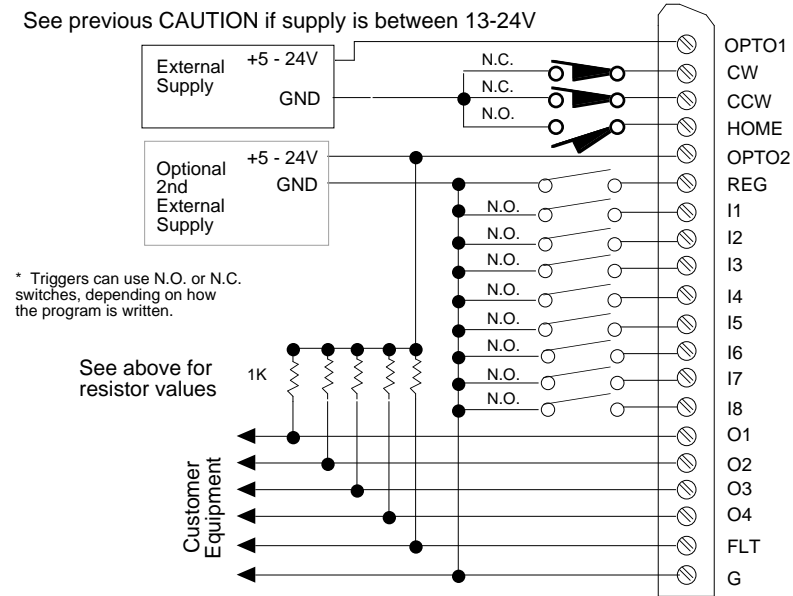 See previous CAUTION if supply is between 13-24V
External
Supply
+5 - 24V
GND
N.C.
N.C.
N.O.
Optional
2nd
External
Supply
+5 - 24V
GND
* Triggers can use N.O. or N.C.
switches, depending on how
the program is written.
See above for
resistor values
1K
N.O.
N.O.
N.O.
N.O.
N.O.
N.O.
N.O.
N.O.
Customer
Equipment
OPTO1
CW
CCW
HOME
OPTO2
REG
I1
I2
I3
I4
I5
I6
I7
I8
O1
O2
O3
O4
FLT
G